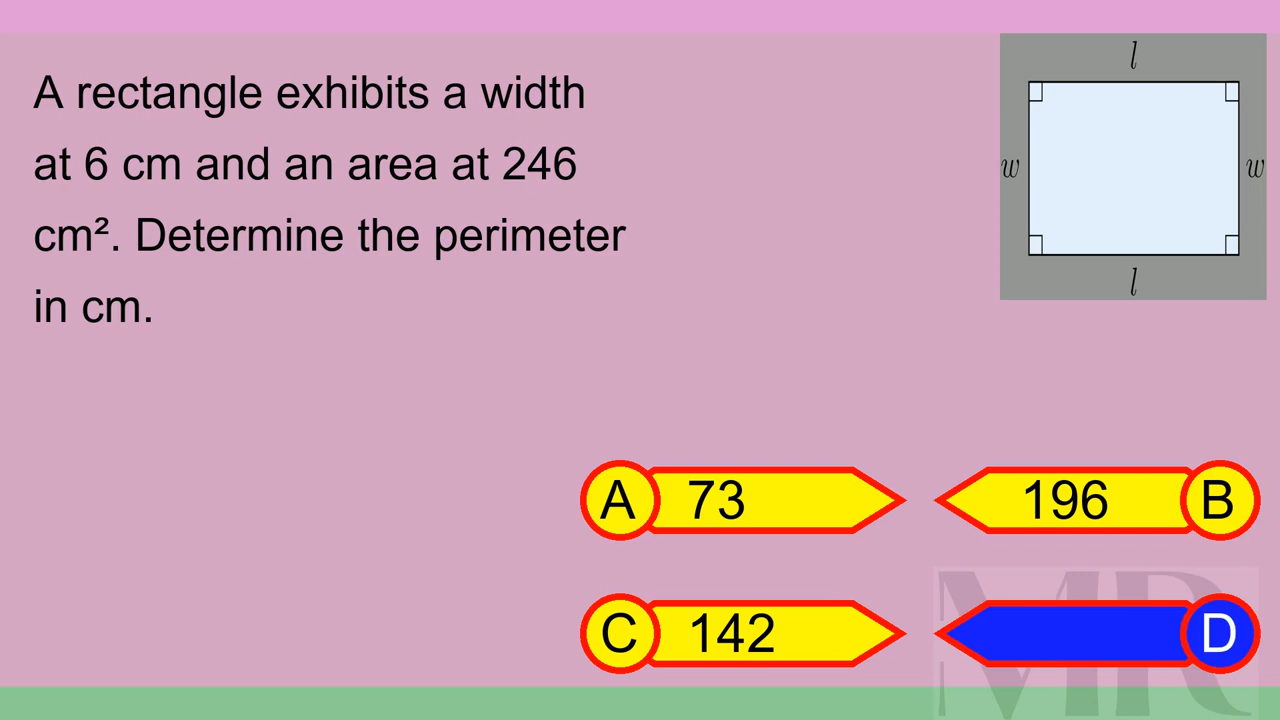 A rectangle exhibits a width
at 6 cm and an area at 246
cm². Determine the perimeter
in cm.
l
w
w
l
A 73
196 B
C 142
D
MR